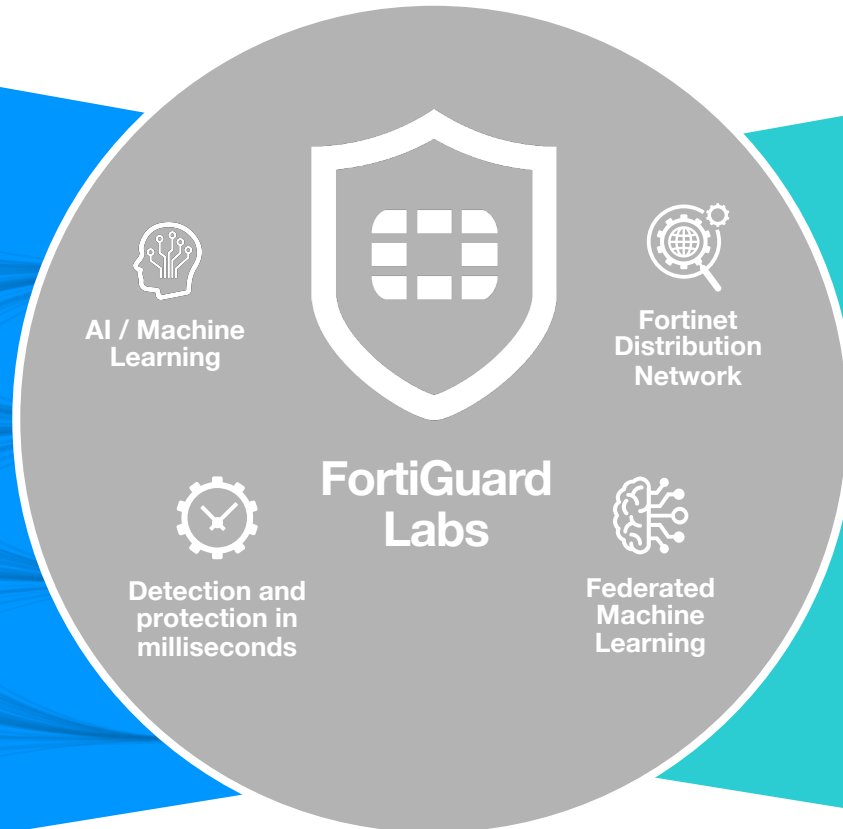 AI / Machine
Learning
Fortinet
Distribution
Network
FortiGuard
Labs
Detection and
protection in
milliseconds
Federated
Machine
Learning